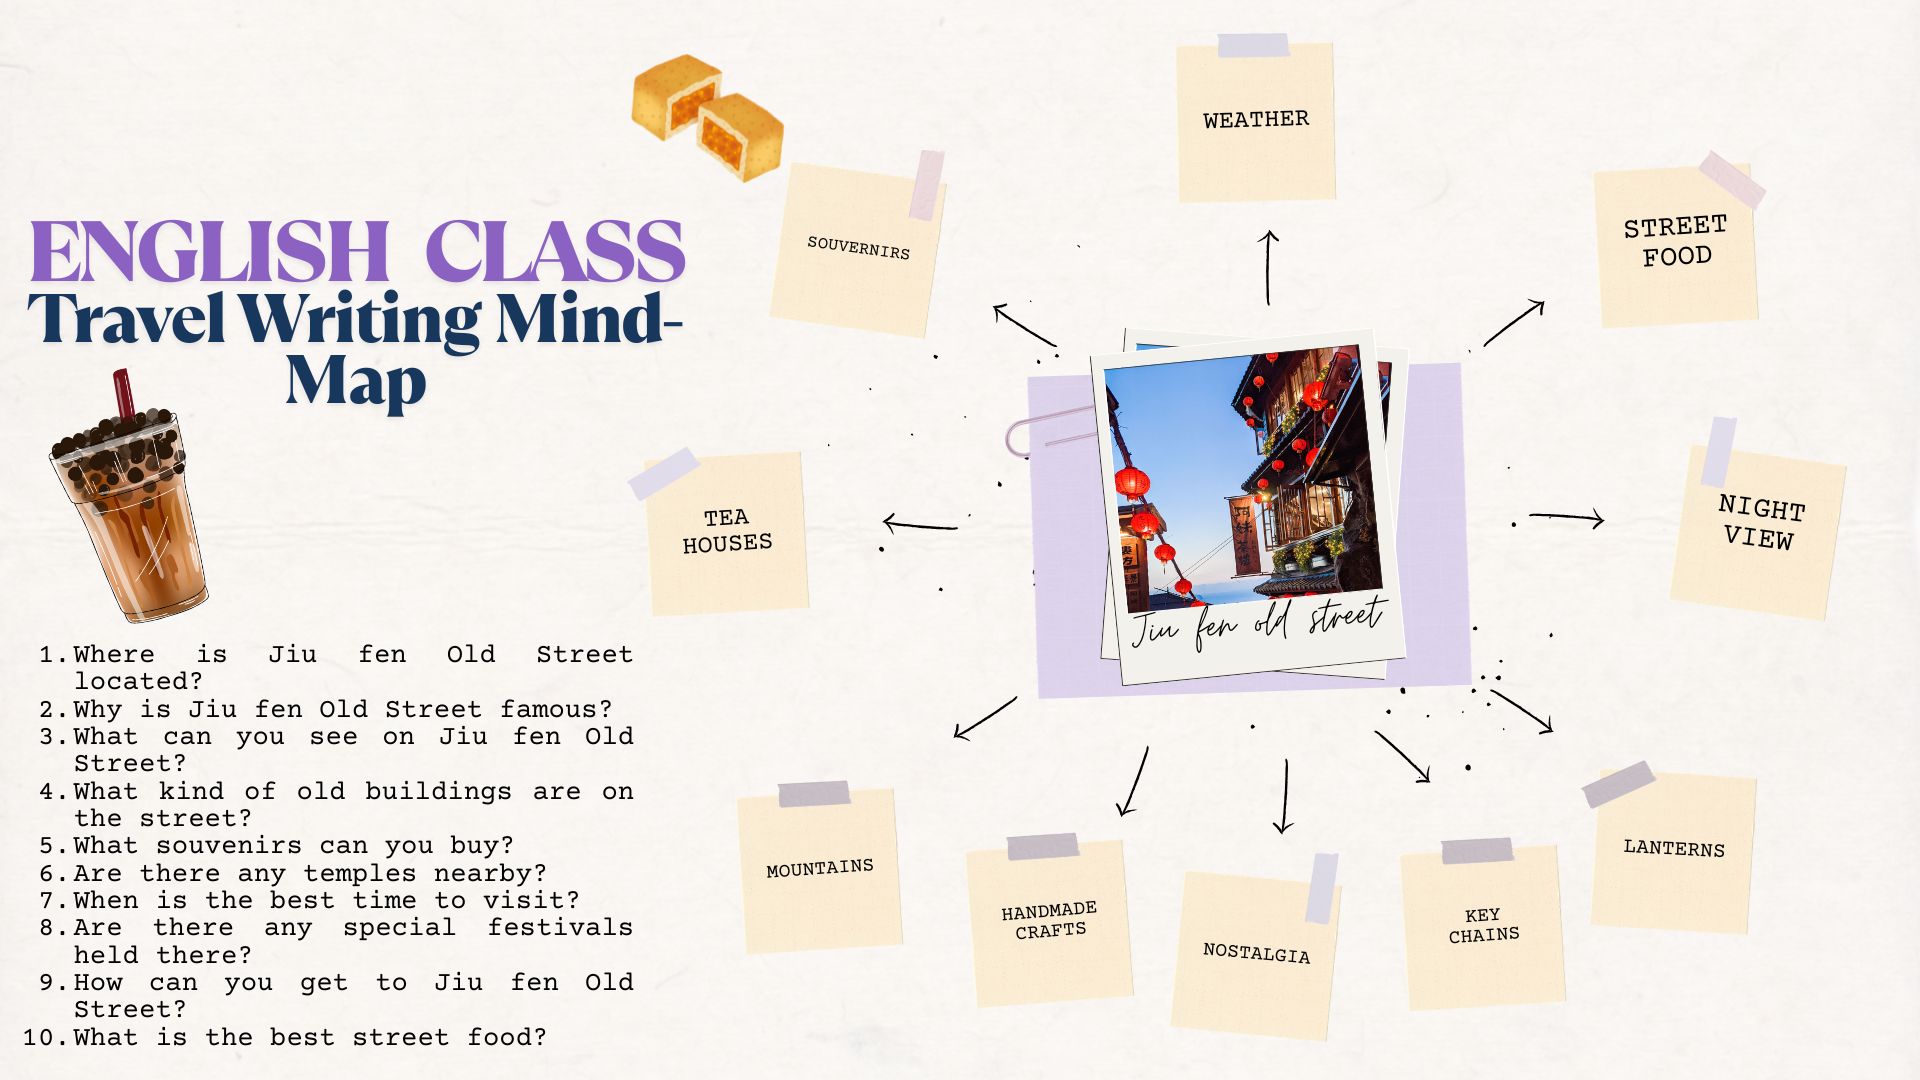 ENGLISH CLASS
Travel Writing Mind-
Map
1. Where is Jiu fen Old Street
located?
2. Why is Jiu fen Old Street famous?
3. What can you see on Jiu fen Old
Street?
4. What kind of old buildings are on
the street?
5. What souvenirs can you buy?
6. Are there any temples nearby?
7. When is the best time to visit?
8. Are there any special festivals
held there?
9. How can you get to Jiu fen Old
Street?
10. What is the best street food?
WEATHER
SOUVERNIRS
STREET
FOOD
TEA
HOUSES
NIGHT
VIEW
阿妹茶樓
Jiu fen old street
MOUNTAINS
HANDMADE
CRAFTS
NOSTALGIA
KEY
CHAINS
LANTERNS